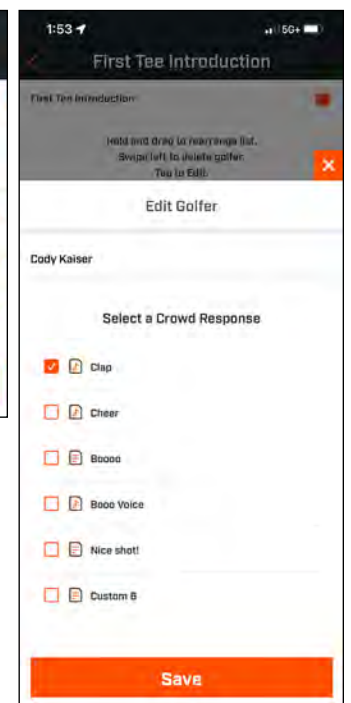 1:53
5G+
First Tee Introduction
First Tee Introduction
Hold and drag to rearrange list.
Swipe left to delete golfer.
Tap to Edit.
Edit Golfer
Cody Kaiser
Select a Crowd Response
Clap
Cheer
Boooo
Booo Voice
Nice shot!
Custom 8
Save